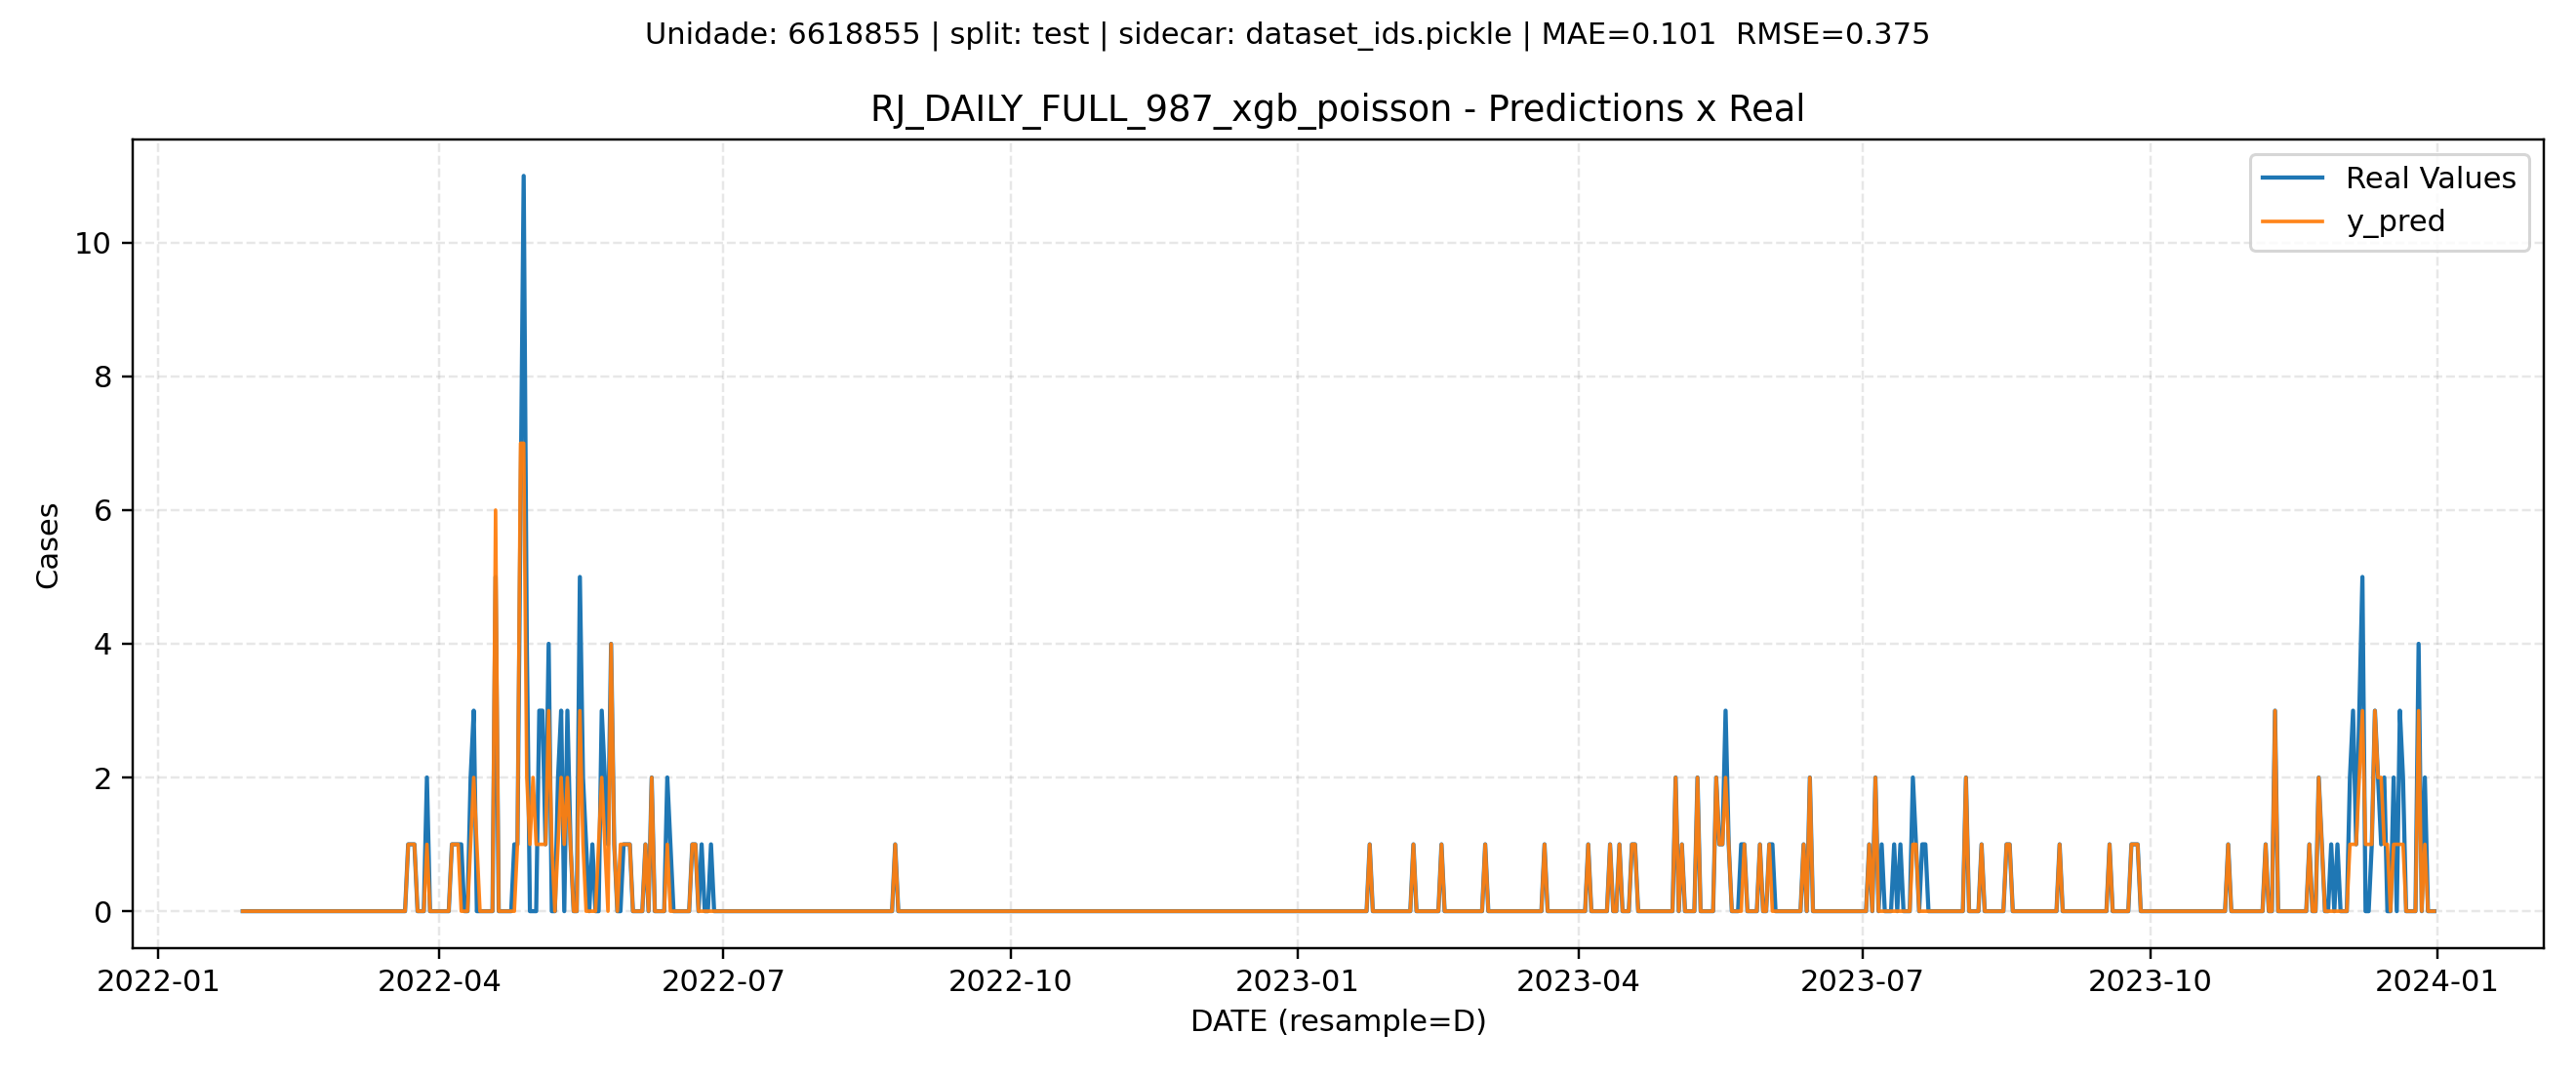 Unidade: 6618855 | split: test | sidecar: dataset_ids.pickle | MAE=0.101  RMSE=0.375
RJ_DAILY_FULL_987_xgb_poisson - Predictions x Real
Real Values
y_pred
Cases
10
8
6
4
2
0
2022-01
2022-04
2022-07
2022-10
2023-01
2023-04
2023-07
2023-10
2024-01
DATE (resample=D)